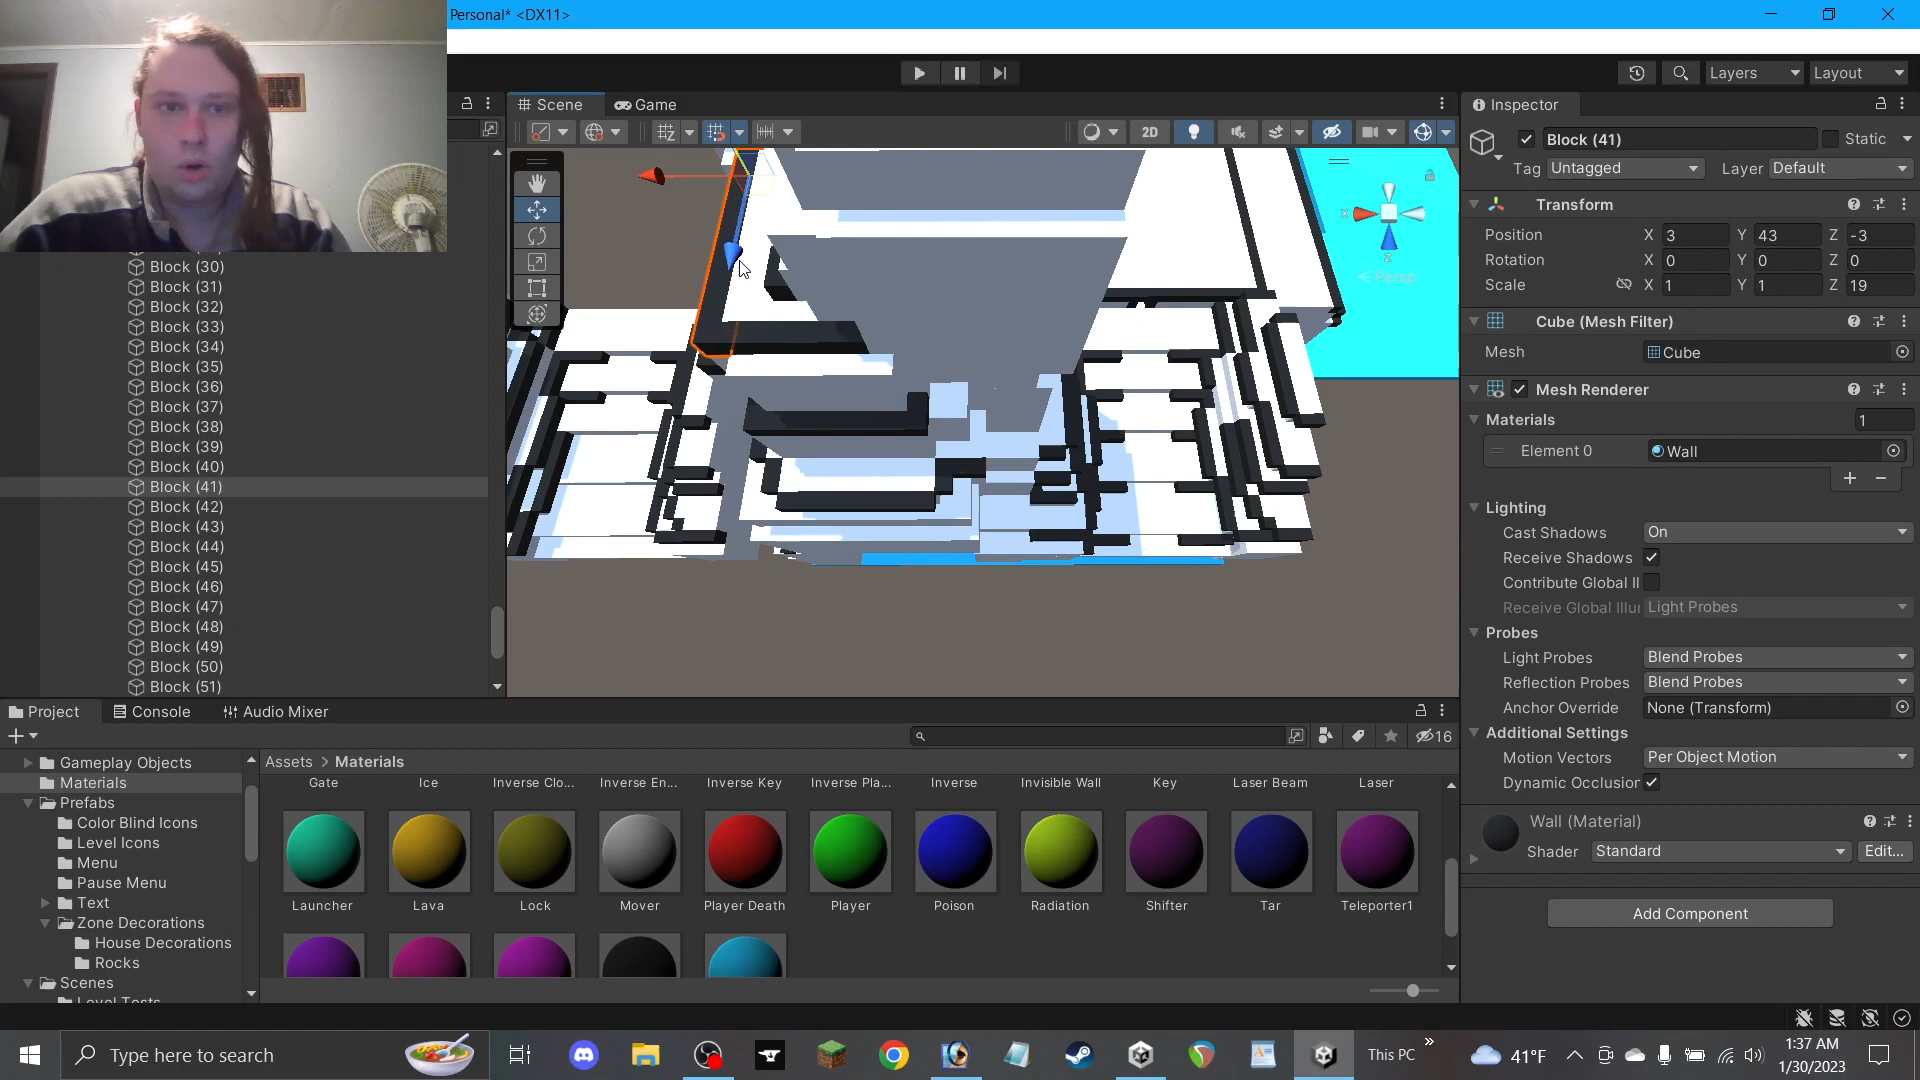 Personal* <DX11>
Layers
Layout
Scene
Game
Inspector
2D
Block (41)
Static
Tag Untagged
Layer Default
Transform
Position X 3 Y 43 Z -3
Rotation X 0 Y 0 Z 0
Scale X 1 Y 1 Z 19
Persp
z
Cube (Mesh Filter)
Mesh Cube
Mesh Renderer
Materials 1
Element 0 Wall
Lighting
Cast Shadows On
Receive Shadows
Contribute Global Il
Receive Global Illur Light Probes
Probes
Light Probes Blend Probes
Reflection Probes Blend Probes
Anchor Override None (Transform)
Additional Settings
Motion Vectors Per Object Motion
Dynamic Occlusior
Wall (Material)
Shader Standard Edit...
Add Component
Block (30)
Block (31)
Block (32)
Block (33)
Block (34)
Block (35)
Block (36)
Block (37)
Block (38)
Block (39)
Block (40)
Block (41)
Block (42)
Block (43)
Block (44)
Block (45)
Block (46)
Block (47)
Block (48)
Block (49)
Block (50)
Block (51)
Project
Console
Audio Mixer
16
Gameplay Objects
Materials
Prefabs
Color Blind Icons
Level Icons
Menu
Pause Menu
Text
Zone Decorations
House Decorations
Rocks
Scenes
Level Tests
Assets > Materials
Gate
Ice
Inverse Clo...
Inverse En...
Inverse Key
Inverse Pla...
Inverse
Invisible Wall
Key
Laser Beam
Laser
Launcher
Lava
Lock
Mover
Player Death
Player
Poison
Radiation
Shifter
Tar
Teleporter1
Type here to search
This PC
41°F
1:37 AM
1/30/2023